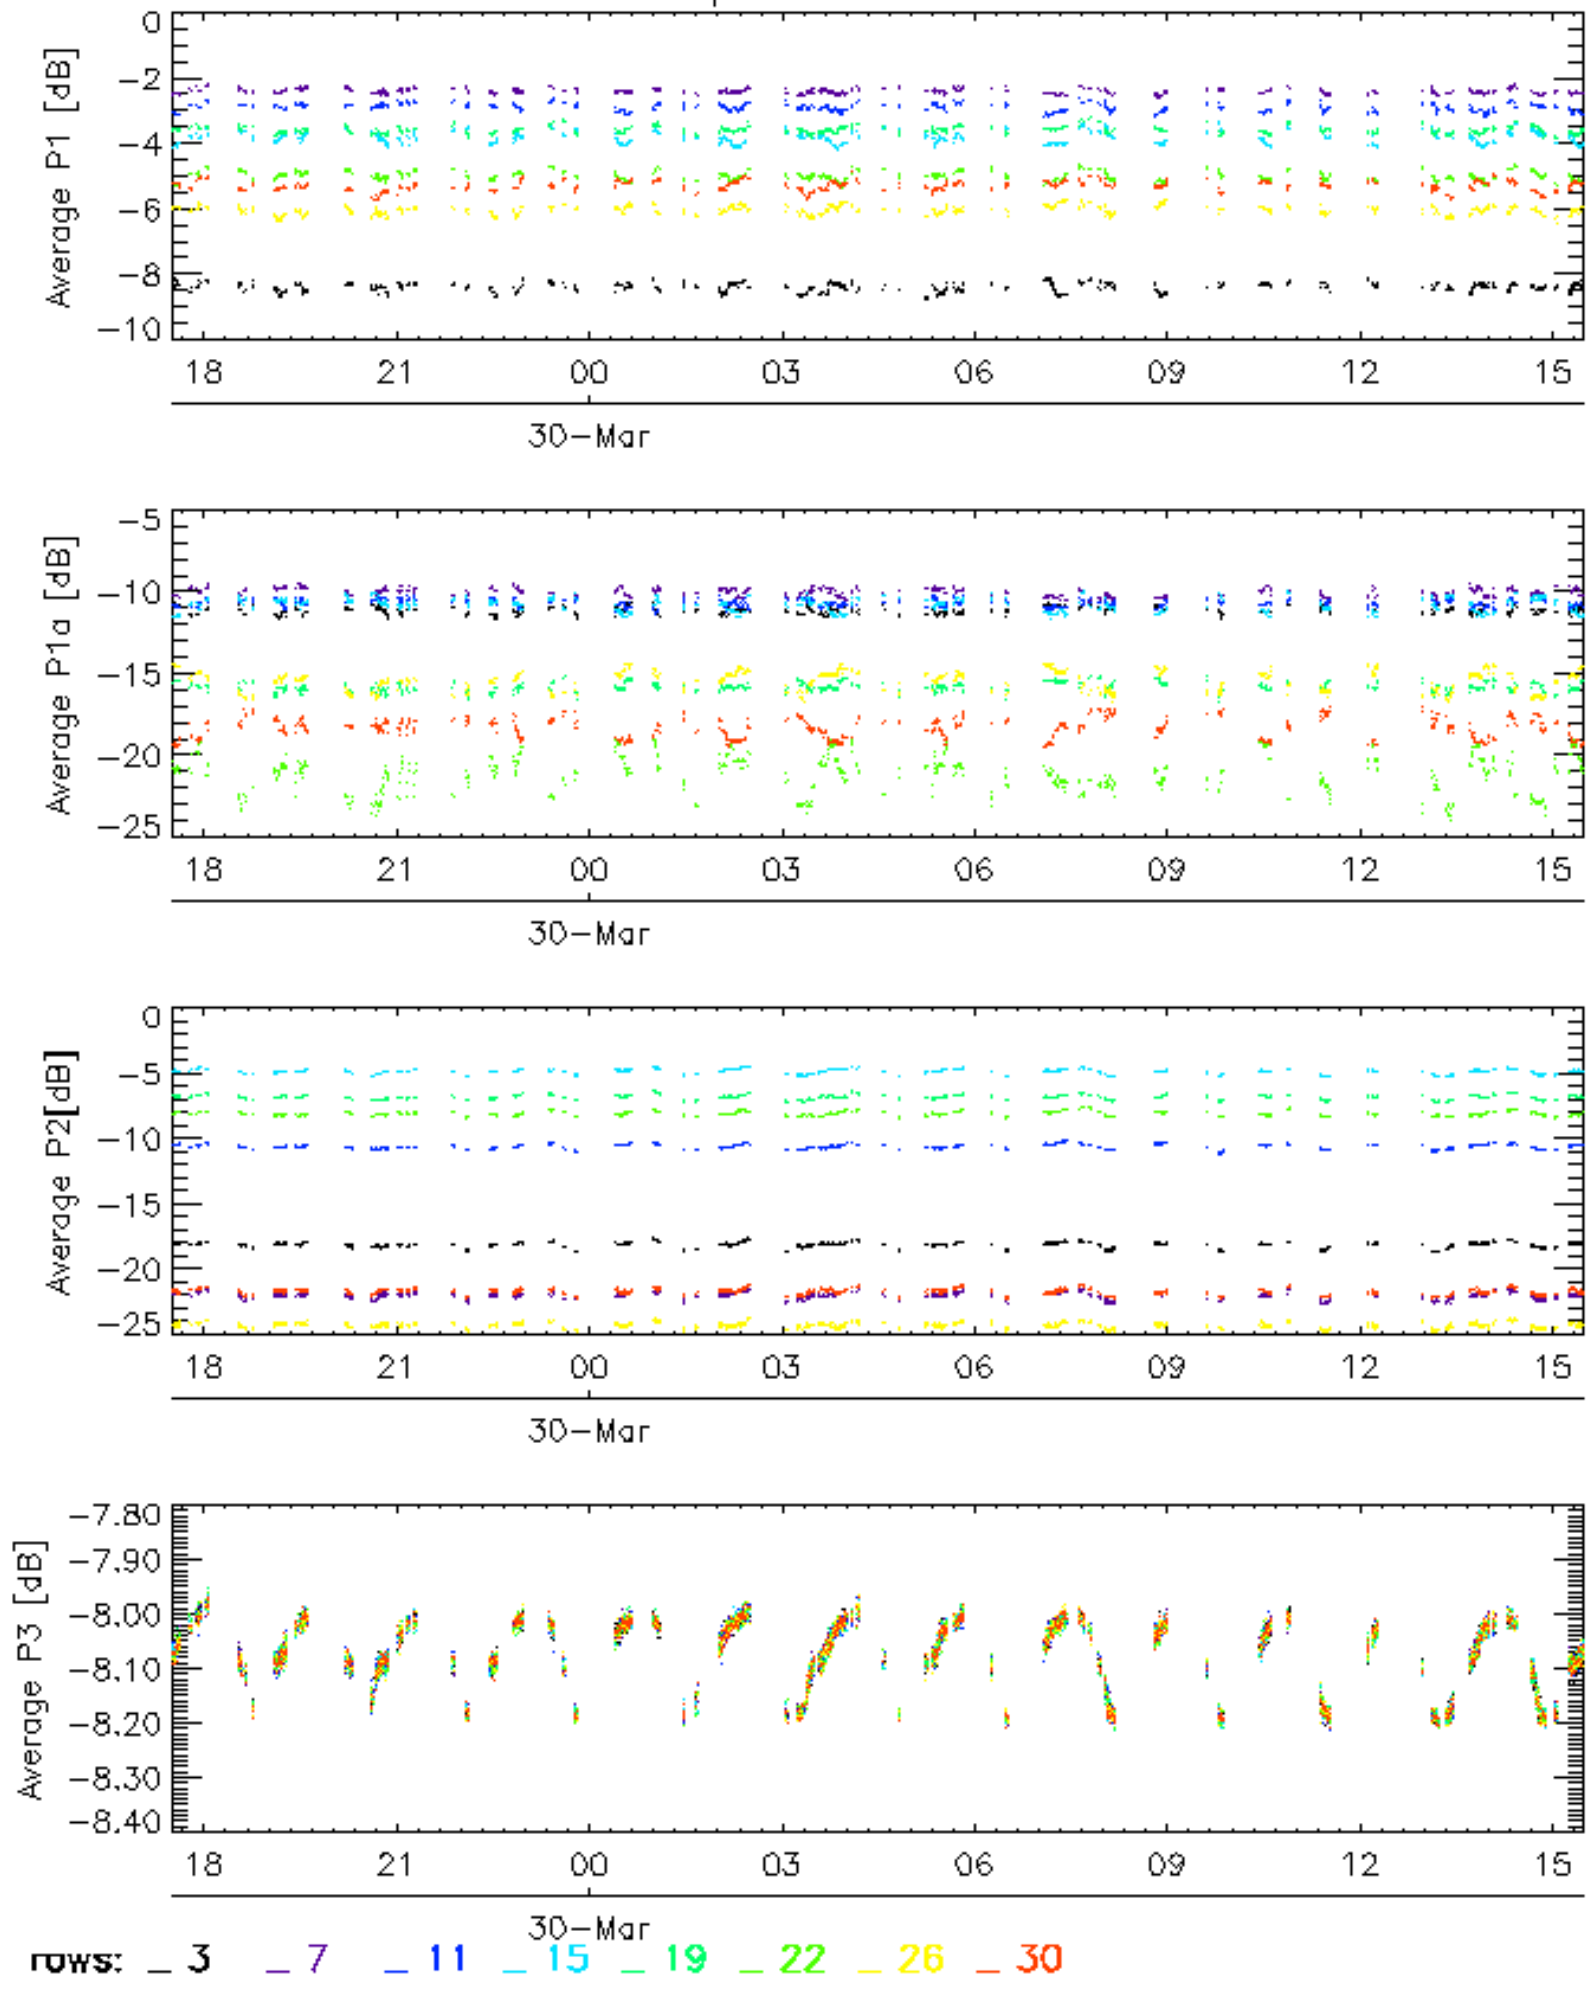 Average P1 [dB]
0
−2
−4
−6
−8
−10
18 21 00 03 06 09 12 15
30−Mar
Average P1a [dB]
−5
−10
−15
−20
−25
18 21 00 03 06 09 12 15
30−Mar
Average P2[dB]
0
−5
−10
−15
−20
−25
18 21 00 03 06 09 12 15
30−Mar
Average P3 [dB]
−7.80
−7.90
−8.00
−8.10
−8.20
−8.30
−8.40
18 21 00 03 06 09 12 15
30−Mar
rows: _ 3 _ 7 _ 11 _ 15 _ 19 _ 22 _ 26 _ 30